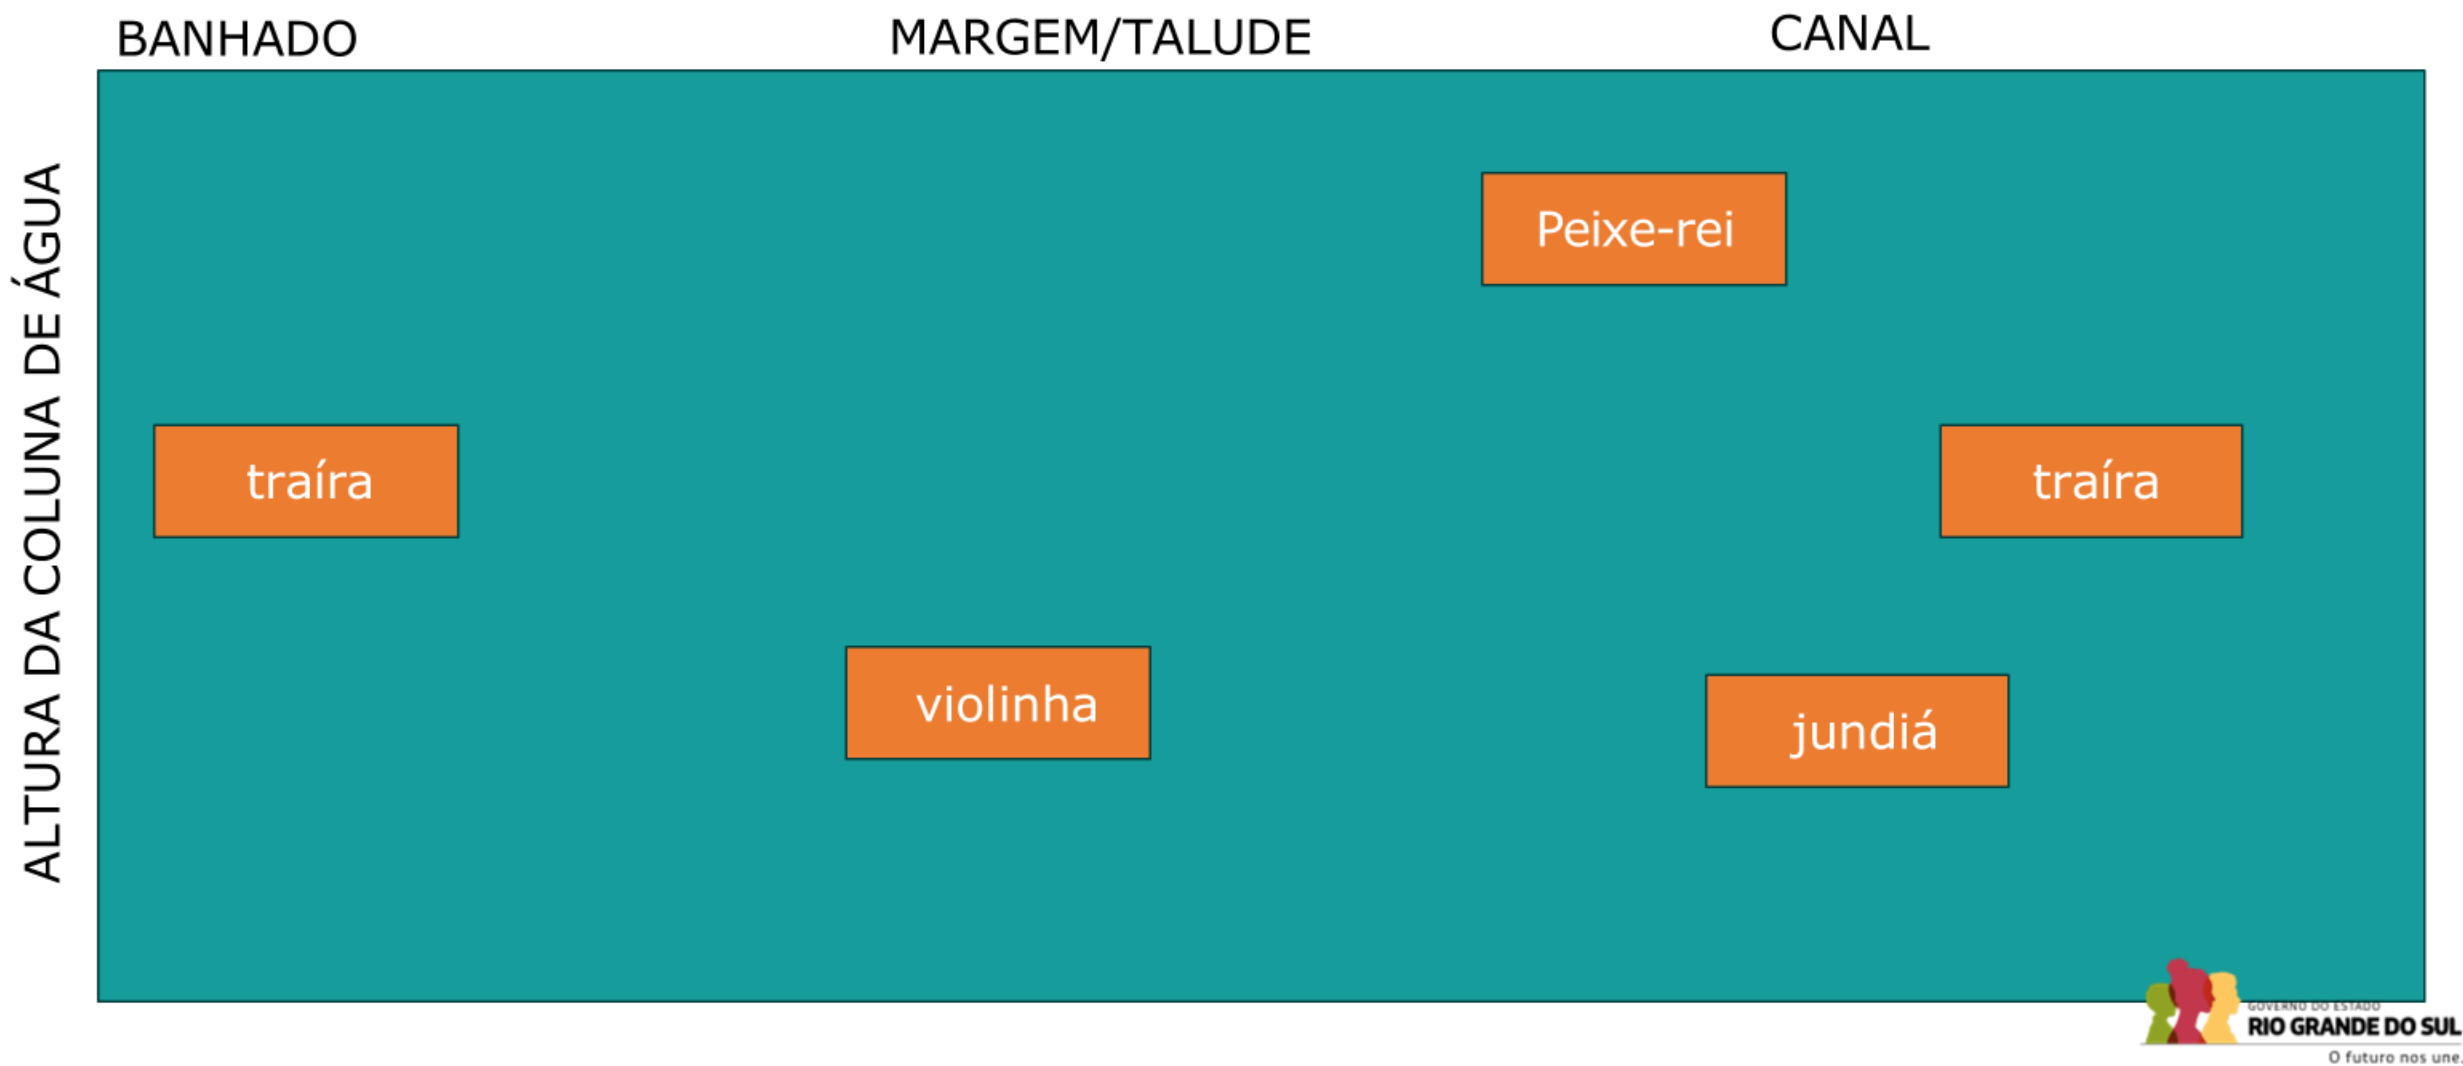 BANHADO
MARGEM/TALUDE
CANAL
ALTURA DA COLUNA DE ÁGUA
Peixe-rei
traíra
traíra
violinha
jundiá
GOVERNO DO ESTADO
RIO GRANDE DO SUL
O futuro nos une.